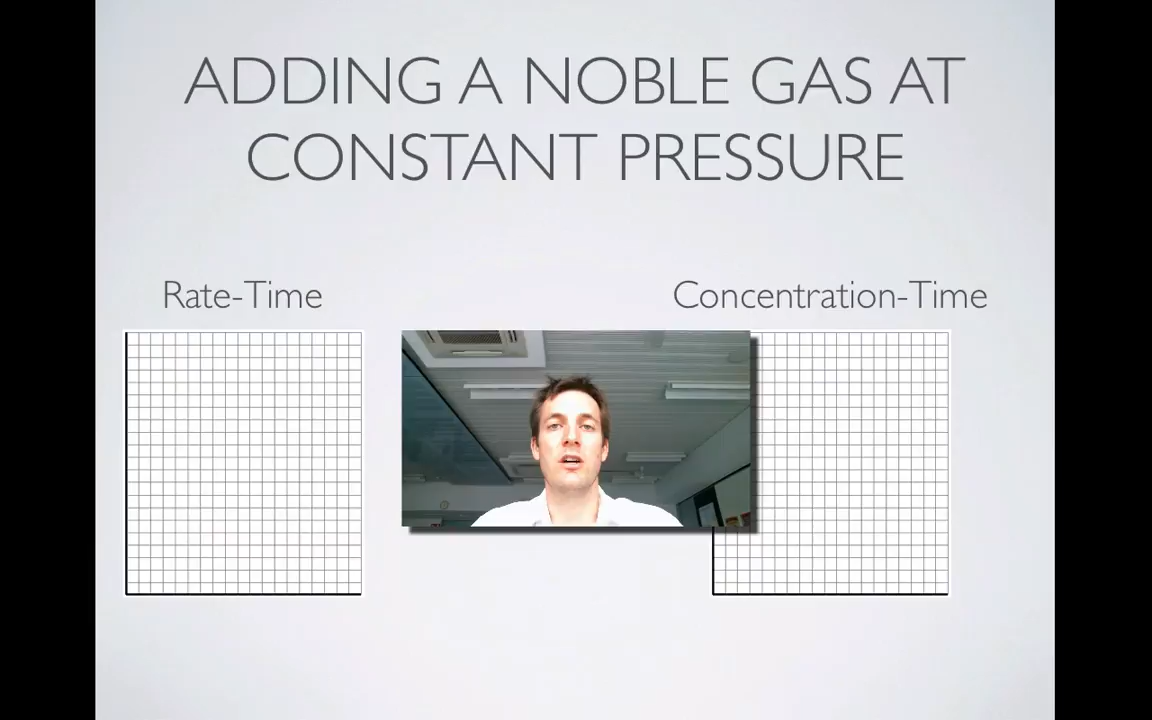 ADDING A NOBLE GAS AT
CONSTANT PRESSURE
Rate-Time
Concentration-Time